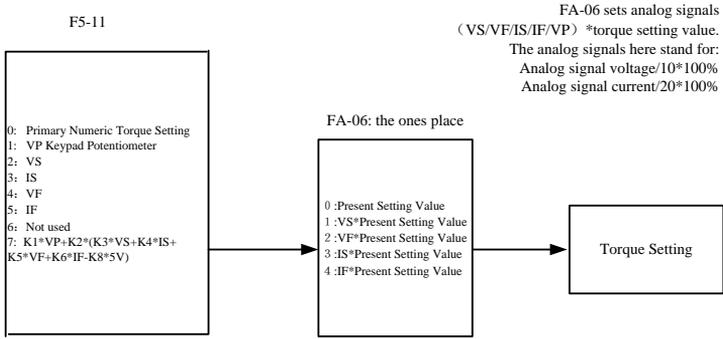 F5-11
0: Primary Numeric Torque Setting
1: VP Keypad Potentiometer
2：VS
3：IS
4：VF
5：IF
6：Not used
7: K1*VP+K2*(K3*VS+K4*IS+
K5*VF+K6*IF-K8*5V)
FA-06: the ones place
0 :Present Setting Value
1 :VS*Present Setting Value
2 :VF*Present Setting Value
3 :IS*Present Setting Value
4 :IF*Present Setting Value
FA-06 sets analog signals
（VS/VF/IS/IF/VP）*torque setting value.
The analog signals here stand for:
Analog signal voltage/10*100%
Analog signal current/20*100%
Torque Setting